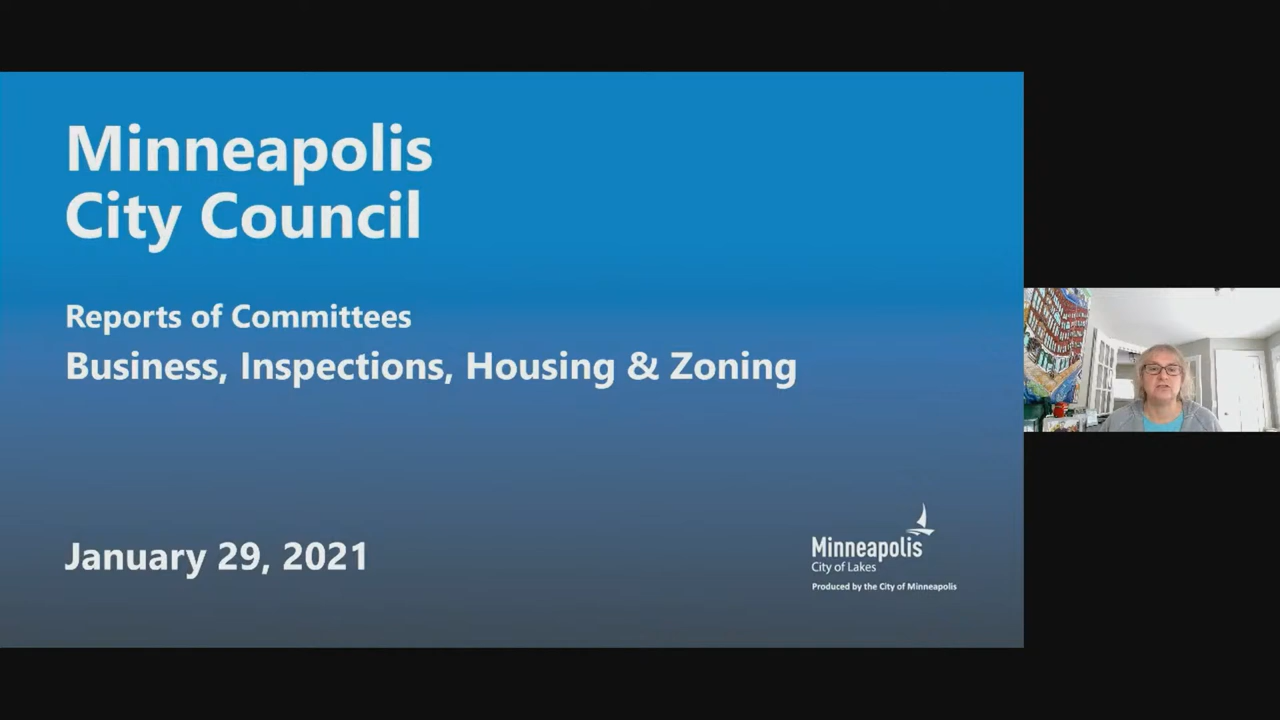 Minneapolis
City Council
Reports of Committees
Business, Inspections, Housing & Zoning
January 29, 2021
Minneapolis
City of Lakes
Produced by the City of Minneapolis